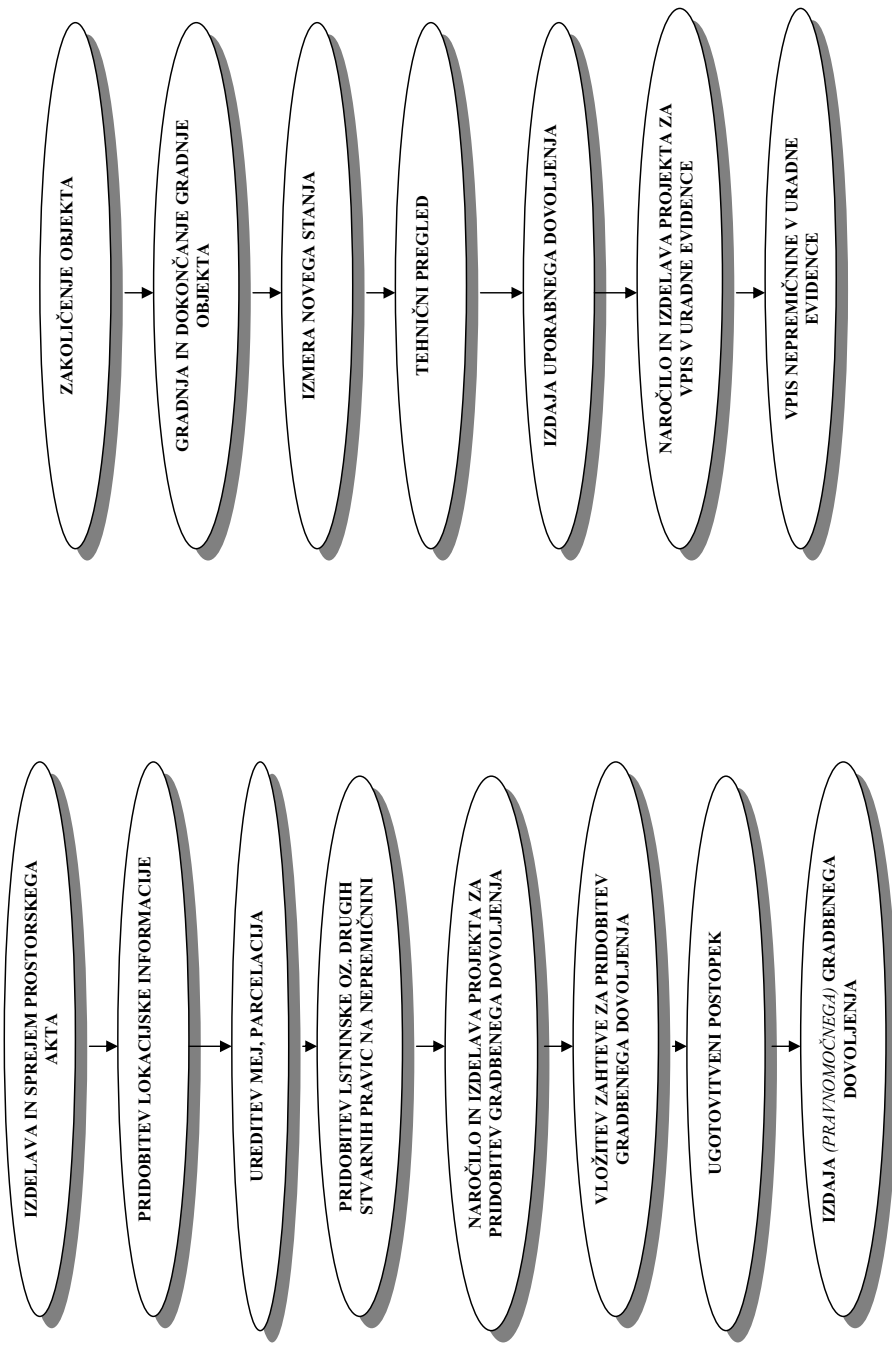 IZDELAVA IN SPREJEM PROSTORSKEGA
AKTA
PRIDOBITEV LOKACIJSKE INFORMACIJE
UREDITEV MEJ, PARCELACIJA
PRIDOBITEV LSTNINSKE OZ. DRUGIH
STVARNIH PRAVIC NA NEPREMIČNINI
NAROČILO IN IZDELAVA PROJEKTA ZA
PRIDOBITEV GRADBENEGA DOVOLJENJA
VLOŽITEV ZAHTEVE ZA PRIDOBITEV
GRADBENEGA DOVOLJENJA
UGOTOVITVENI POSTOPEK
IZDAJA (PRAVNOMOČNEGA) GRADBENEGA
DOVOLJENJA
ZAKOLIČENJE OBJEKTA
GRADNJA IN DOKONČANJE GRADNJE
OBJEKTA
IZMERA NOVEGA STANJA
TEHNIČNI PREGLED
IZDAJA UPORABNEGA DOVOLJENJA
NAROČILO IN IZDELAVA PROJEKTA ZA
VPIS V URADNE EVIDENCE
VPIS NEPREMIČNINE V URADNE
EVIDENCE